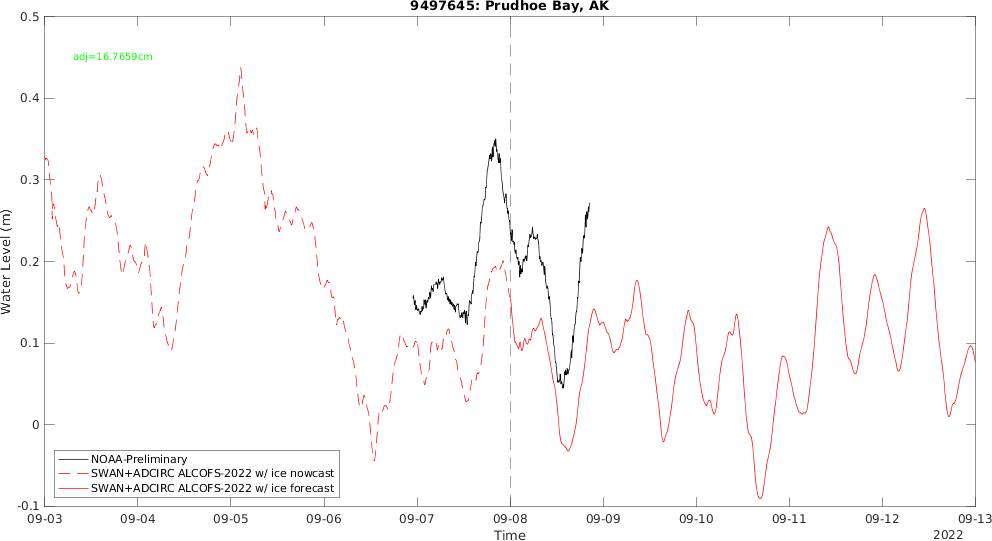 9497645: Prudhoe Bay, AK
adj=16.7659cm
0.5
0.4
0.3
0.2
0.1
0
-0.1
Water Level (m)
NOAA-Preliminary
SWAN+ADCIRC ALCOFS-2022 w/ ice nowcast
SWAN+ADCIRC ALCOFS-2022 w/ ice forecast
09-03 09-04 09-05 09-06 09-07 09-08 09-09 09-10 09-11 09-12 09-13
Time
2022